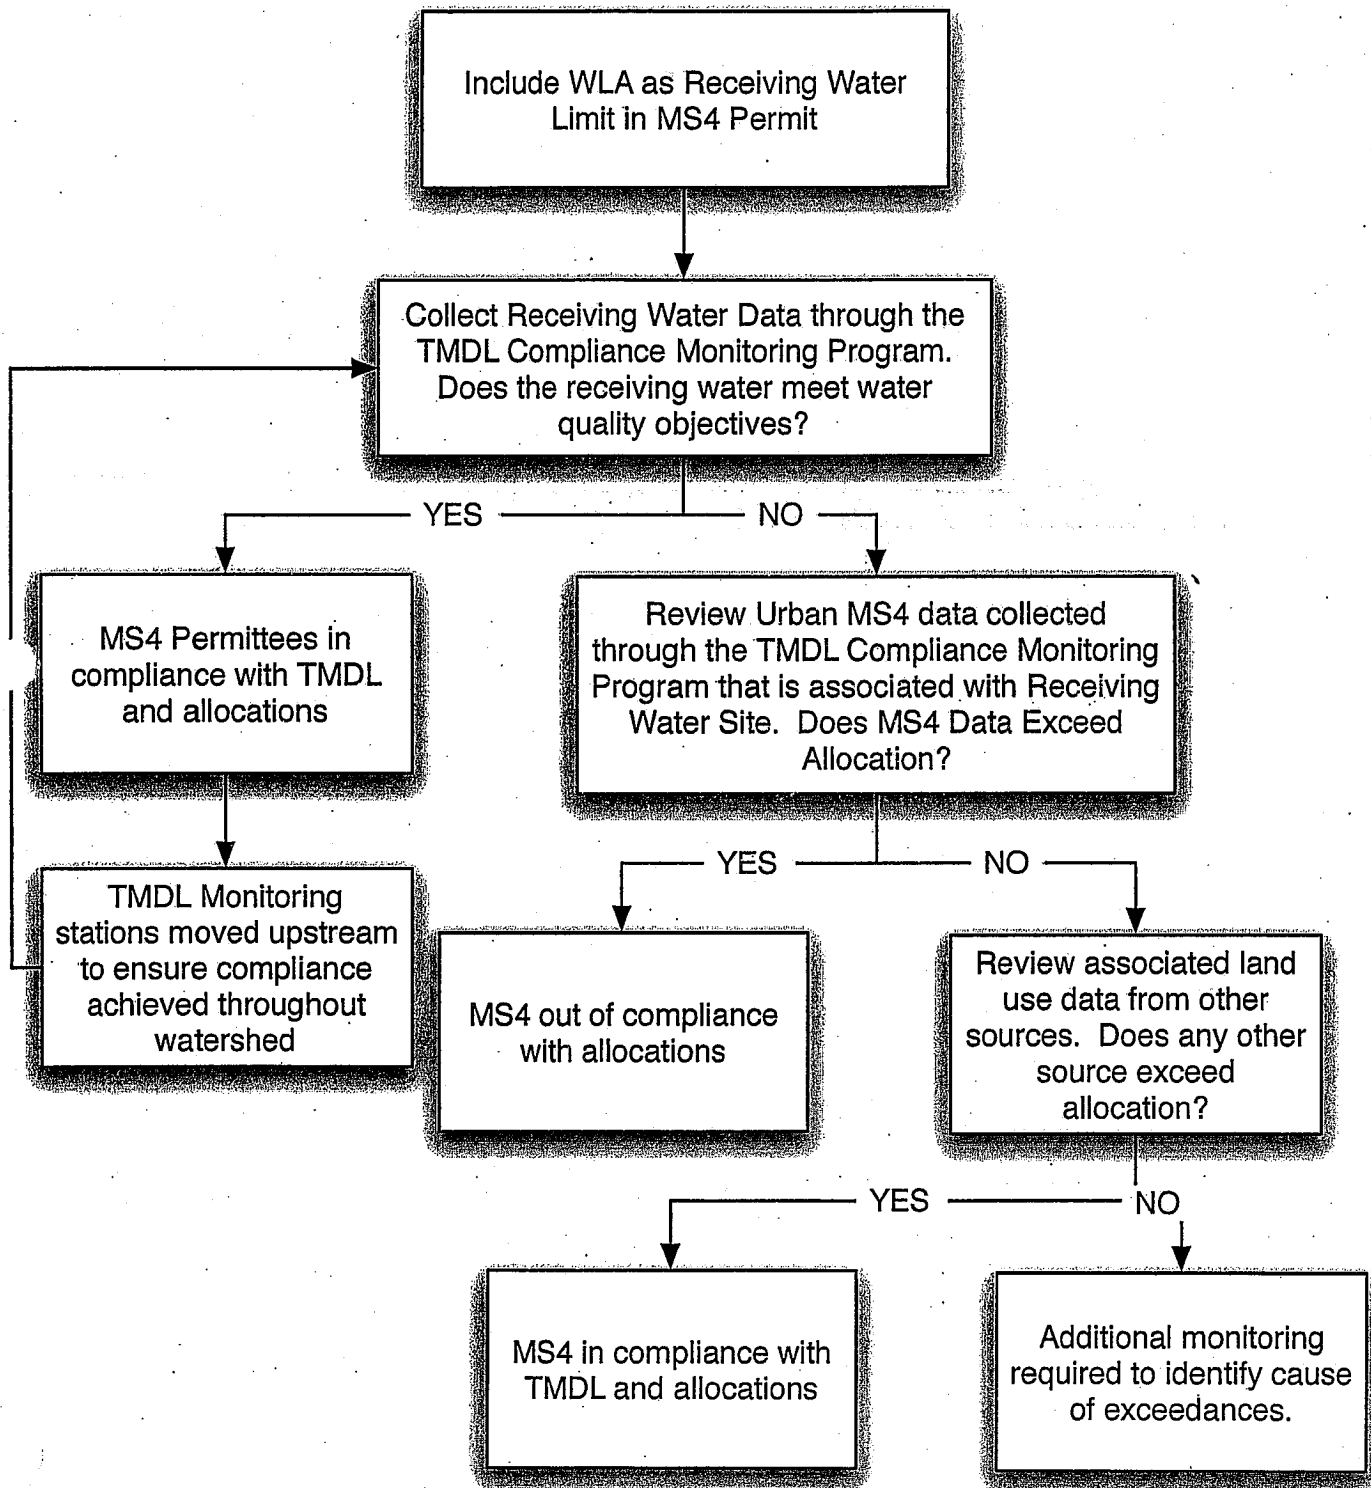 Include WLA as Receiving Water
Limit in MS4 Permit
Collect Receiving Water Data through the
TMDL Compliance Monitoring Program.
Does the receiving water meet water
quality objectives?
YES
NO
MS4 Permittees in
compliance with TMDL
and allocations
Review Urban MS4 data collected
through the TMDL Compliance Monitoring
Program that is associated with Receiving
Water Site. Does MS4 Data Exceed
Allocation?
YES
NO
TMDL Monitoring
stations moved upstream
to ensure compliance
achieved throughout
watershed
MS4 out of compliance
with allocations
Review associated land
use data from other
sources. Does any other
source exceed
allocation?
YES
NO
MS4 in compliance with
TMDL and allocations
Additional monitoring
required to identify cause
of exceedances.